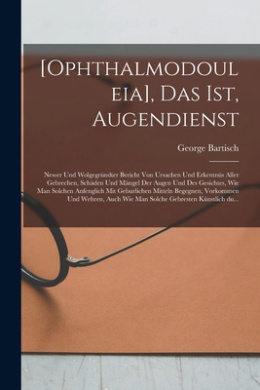 [Ophthalmodoul
eia], Das Ist,
Augendienst
George Bartisch
Newer Und Wolgegründter Bericht Von Ursachen Und Erkentnüs Aller
Gebrechen, Schäden Und Mängel Der Augen Und Des Gesichtes, Wie
Man Solchen Anfenglich Mit Geburlichen Mitteln Begegnen, Vorkommen
Und Wehren, Auch Wie Man Solche Gebresten Künstlich du...